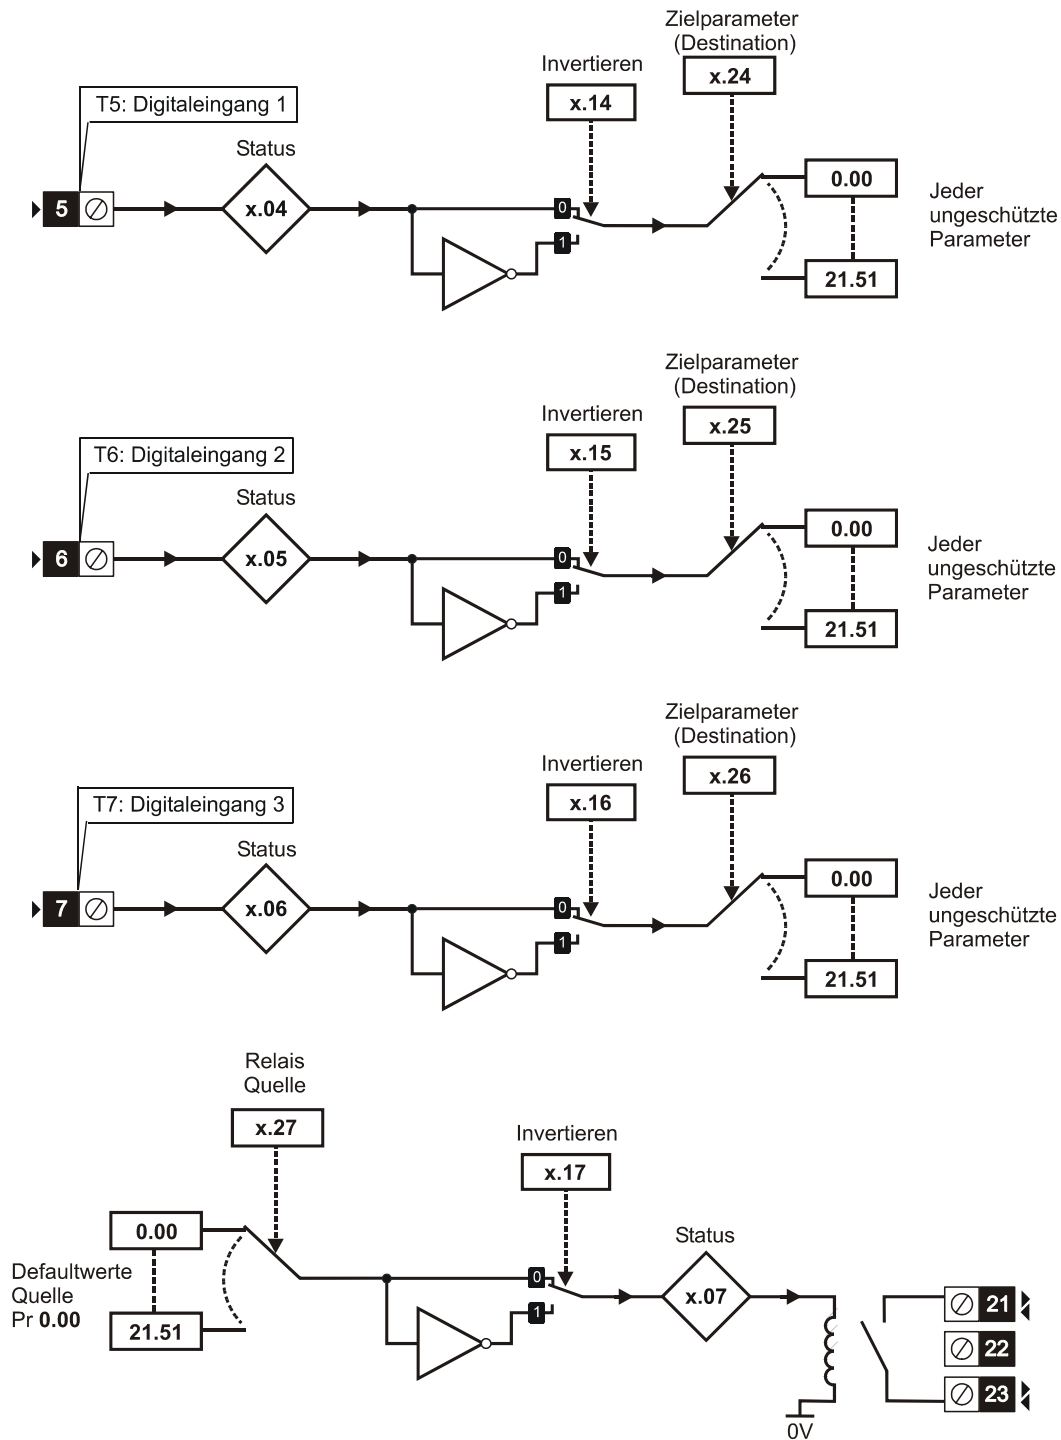 Zielparameter
(Destination)
Invertieren
x.24
x.14
T5: Digitaleingang 1
Status
0.00
5
x.04
0
Jeder
ungeschützte
Parameter
1
21.51
Zielparameter
(Destination)
Invertieren
x.25
x.15
T6: Digitaleingang 2
Status
0.00
6
x.05
0
Jeder
ungeschützte
Parameter
1
21.51
Zielparameter
(Destination)
Invertieren
x.26
x.16
T7: Digitaleingang 3
Status
0.00
7
x.06
0
Jeder
ungeschützte
Parameter
1
21.51
Relais
Quelle
x.27
Invertieren
x.17
0.00
Status
Defaultwerte
Quelle
Pr 0.00
0
x.07
21
1
21.51
22
23
0V